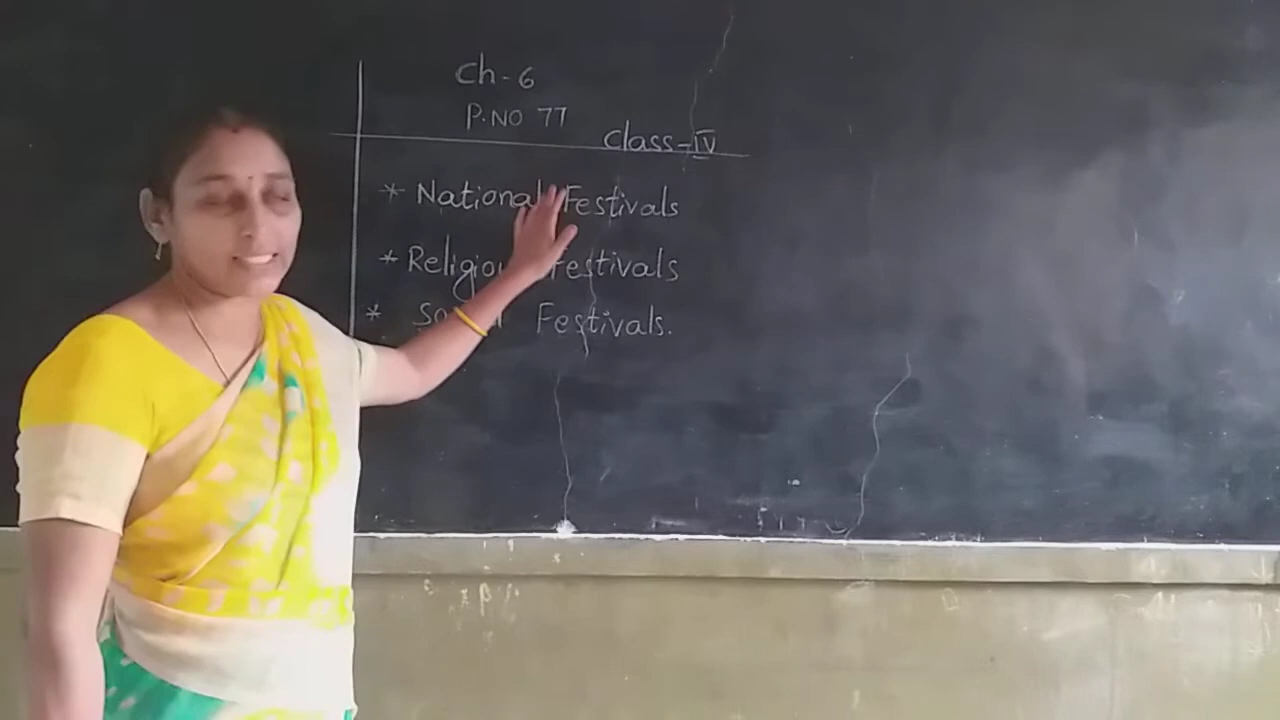 Ch-6
P.NO 77
Class-IV
* National Festivals
* Religious Festivals
* Festivals.